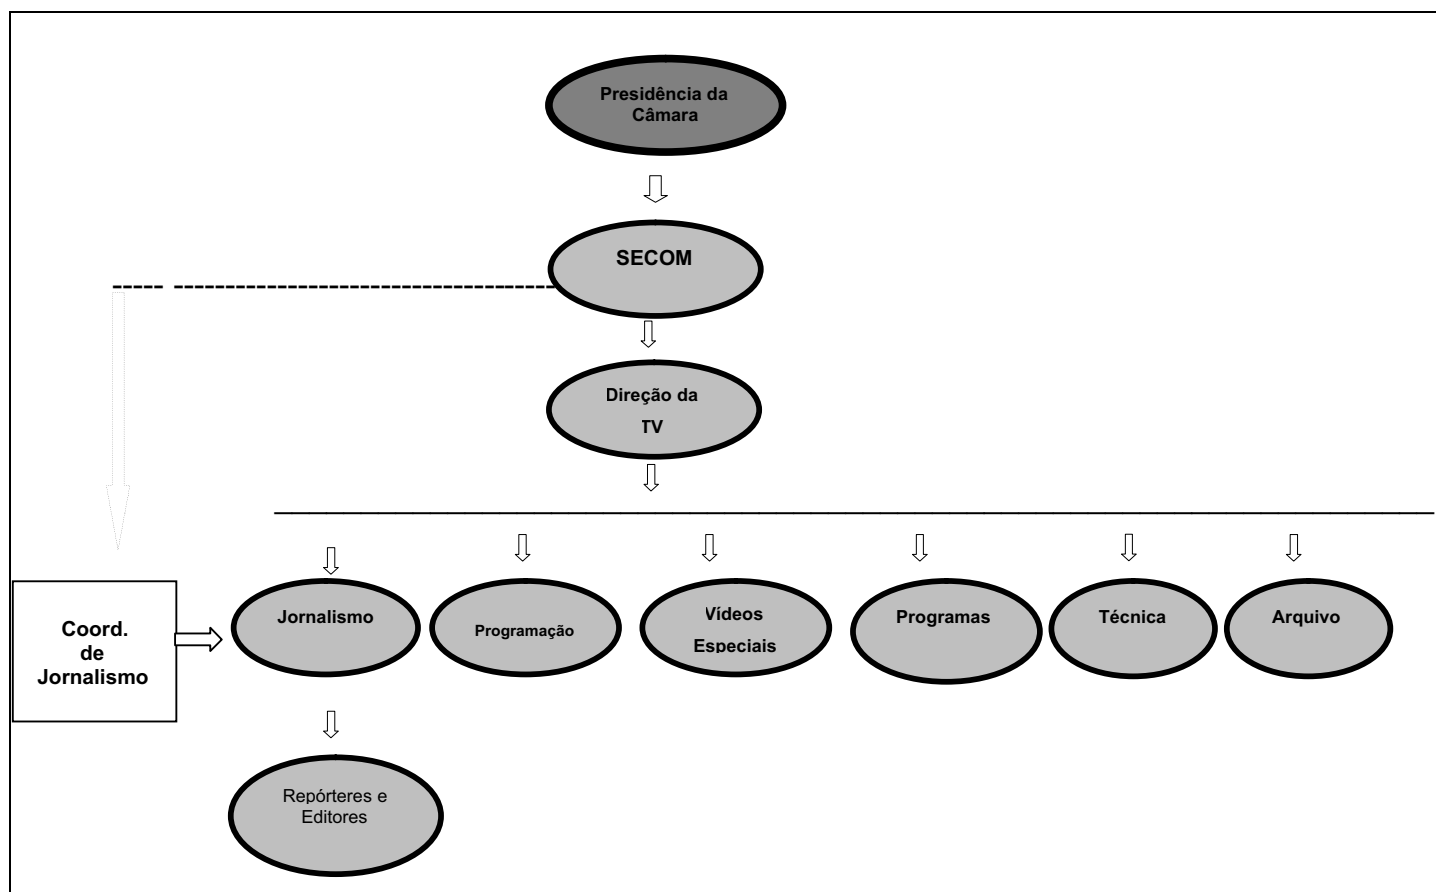 Presidência da
Câmara
SECOM
Direção da
TV
Coord.
de
Jornalismo
Jornalismo
Programação
Vídeos
Especiais
Programas
Técnica
Arquivo
Repórteres e
Editores